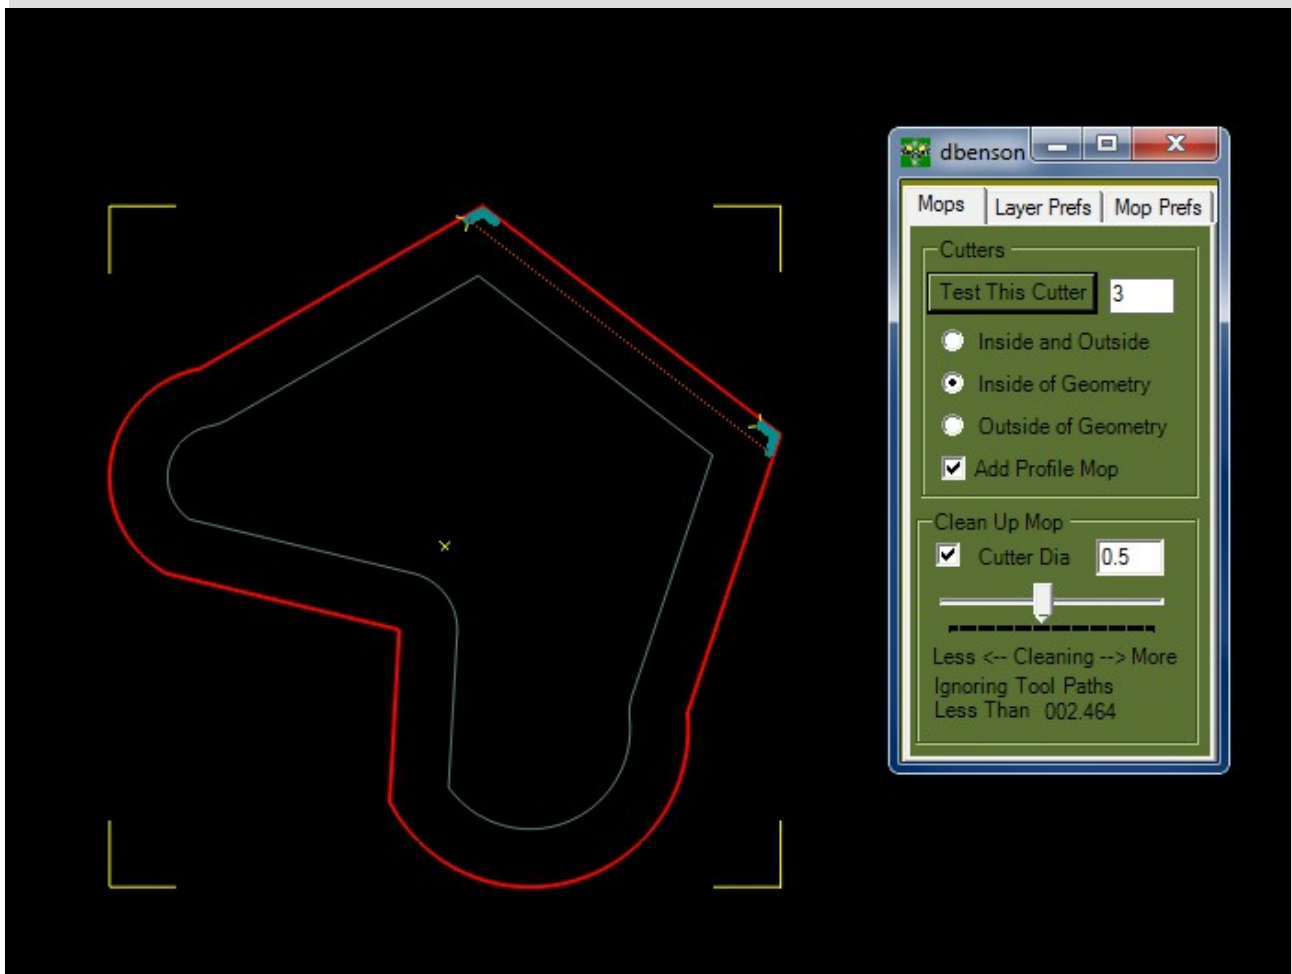 dbenson
Mops Layer Prefs Mop Prefs
Cutters
Test This Cutter 3
Inside and Outside
Inside of Geometry
Outside of Geometry
Add Profile Mop
Clean Up Mop
Cutter Dia 0.5
Less <-- Cleaning --> More
Ignoring Tool Paths
Less Than 002.464